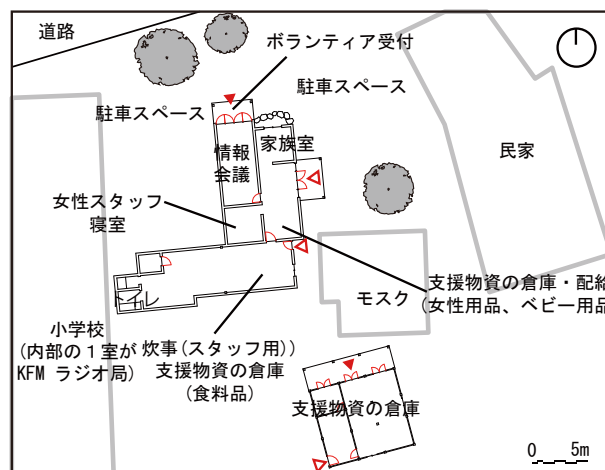 道路
ボランティア受付
駐車スペース
駐車スペース
情報
会議
家族室
民家
女性スタッフ
寝室
支援物資の倉庫・配給
(女性用品、ベビー用品
モスク
トイレ
小学校
(内部の1室が
KFM ラジオ局)
炊事(スタッフ用))
支援物資の倉庫
(食料品)
支援物資の倉庫
0 5m